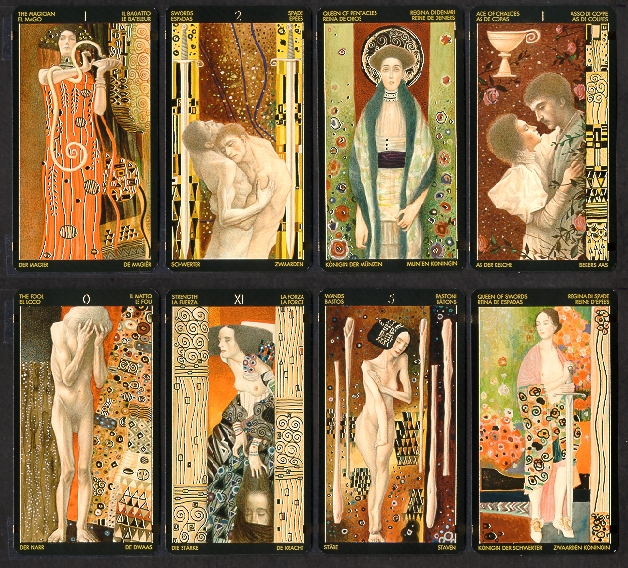 THE MAGICIAN
EL MAGO
I
IL BAGATTO
LE BATELEUR
DER MAGIER
DE MAGIËR
SWORDS
ESPADAS
2
SPADE
ÉPÉES
SCHWERTER
ZWAARDEN
QUEEN OF PENTACLES
REINA DE OROS
REGINA DI DENARI
REINE DE DENIERS
KÖNIGIN DER MÜNZEN
MUNTEN KONINGIN
ACE OF CHALICES
AS DE COPAS
1
ASSO DI COPPE
AS DE COUPES
AS DER KELCHE
BEKERS AAS
THE FOOL
EL LOCO
0
IL MATTO
LE FOU
DER NARR
DE DWAAS
STRENGTH
LA FUERZA
XI
LA FORZA
LA FORCE
DIE STÄRKE
DE KRACHT
WANDS
BASTOS
5
BASTONI
BÂTONS
STÄBE
STAVEN
QUEEN OF SWORDS
REINA DE ESPADAS
REGINA DI SPADE
REINE D'ÉPÉES
KÖNIGIN DER SCHWERTER
ZWAARDEN KONINGIN